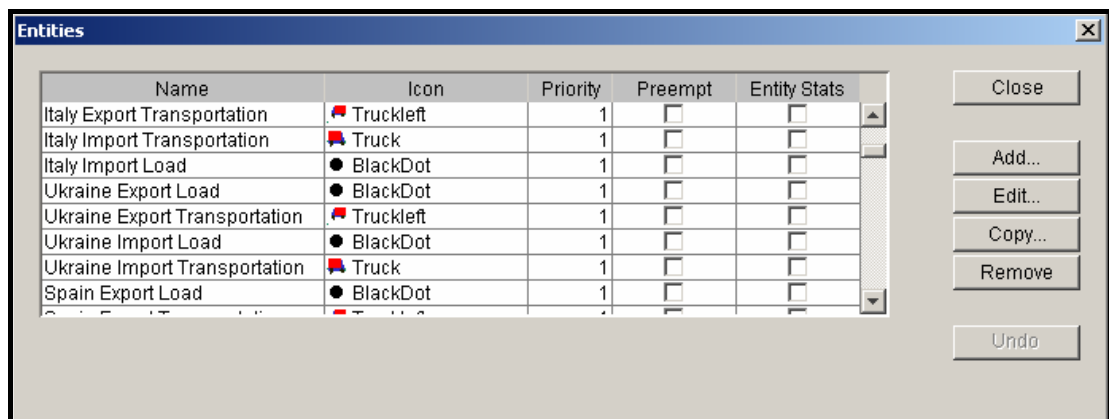 Entities
Name Icon Priority Preempt Entity Stats
Italy Export Transportation Truckleft 1
Italy Import Transportation Truck 1
Italy Import Load BlackDot 1
Ukraine Export Load BlackDot 1
Ukraine Export Transportation Truckleft 1
Ukraine Import Load BlackDot 1
Ukraine Import Transportation Truck 1
Spain Export Load BlackDot 1
Close
Add...
Edit...
Copy...
Remove
Undo